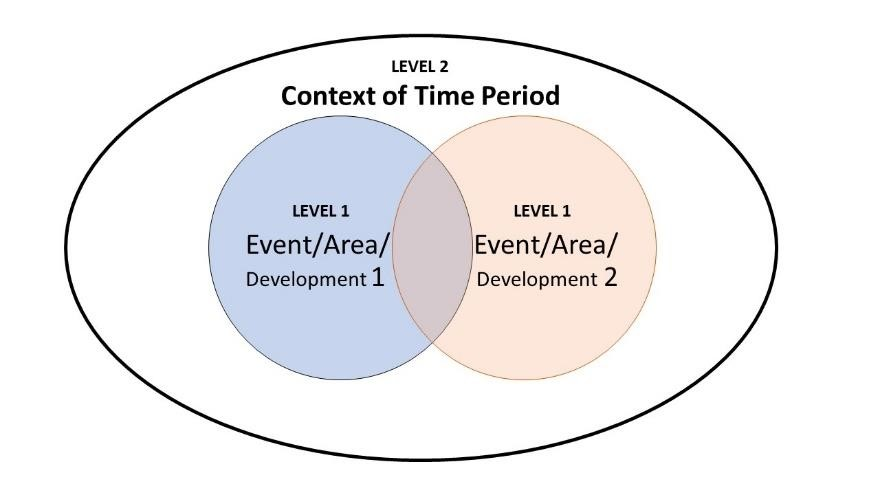 LEVEL 2
Context of Time Period
LEVEL 1
Event/Area/
Development 1
LEVEL 1
Event/Area/
Development 2